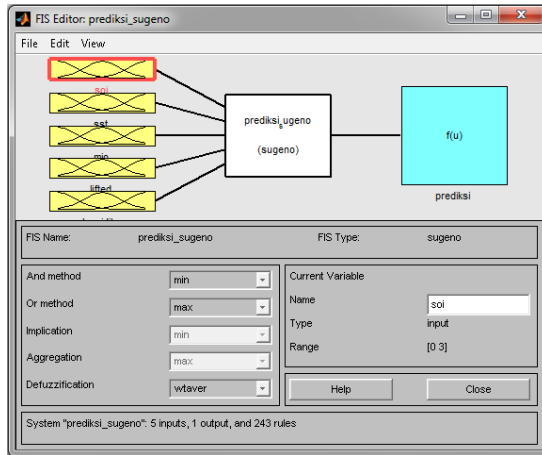 FIS Editor: prediksi_sugeno
File Edit View
soi
sst
mjo
lifted
prediksi_sugeno
(sugeno)
f(u)
prediksi
FIS Name: prediksi_sugeno FIS Type: sugeno
And method min
Or method max
Implication min
Aggregation max
Defuzzification wtaver
Current Variable
Name soi
Type input
Range [0 3]
Help Close
System "prediksi_sugeno": 5 inputs, 1 output, and 243 rules